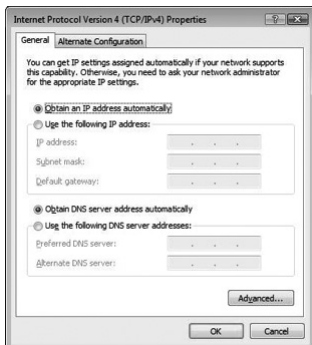 Internet Protocol Version 4 (TCP/IPv4) Properties
General
Alternate Configuration
You can get IP settings assigned automatically if your network supports
this capability. Otherwise, you need to ask your network administrator
for the appropriate IP settings.
Obtain an IP address automatically
Use the following IP address:
IP address:
Subnet mask:
Default gateway:
Obtain DNS server address automatically
Use the following DNS server addresses:
Preferred DNS server:
Alternate DNS server:
Advanced...
OK
Cancel